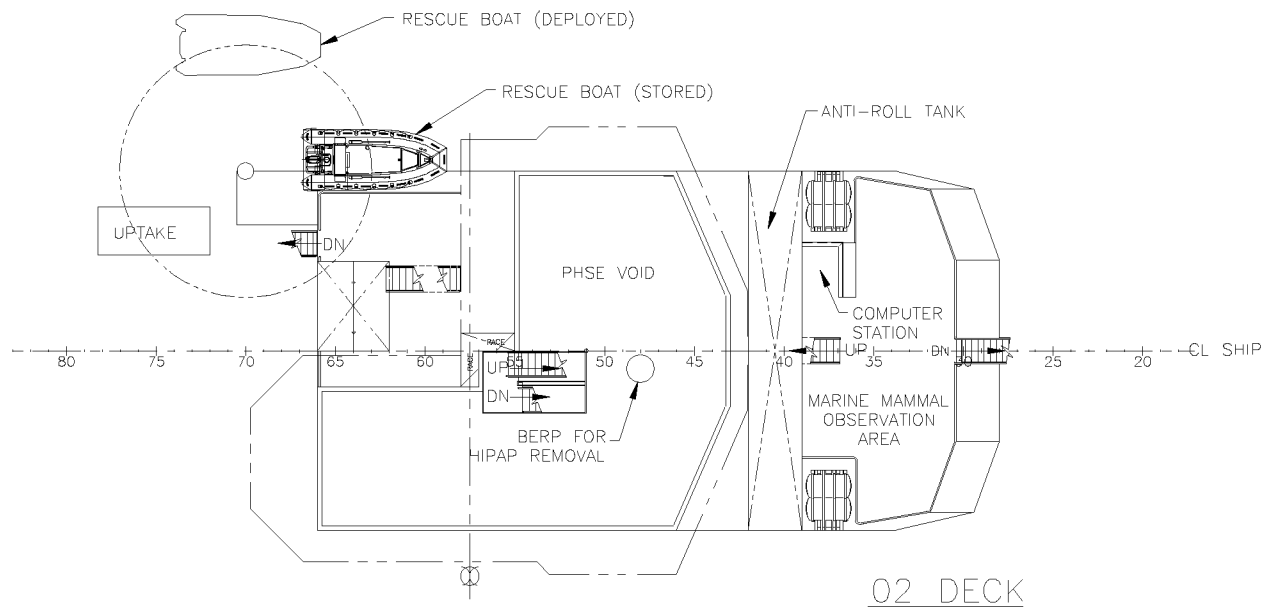 RESCUE BOAT (DEPLOYED)
RESCUE BOAT (STORED)
ANTI-ROLL TANK
UPTAKE
DN
PHSE VOID
COMPUTER
STATION
RACE
RACE
80
75
70
65
60
55
50
45
40
35
30
25
20
CL SHIP
UP
DN
UP
DN
MARINE MAMMAL
OBSERVATION
AREA
BERP FOR
HIPAP REMOVAL
02 DECK